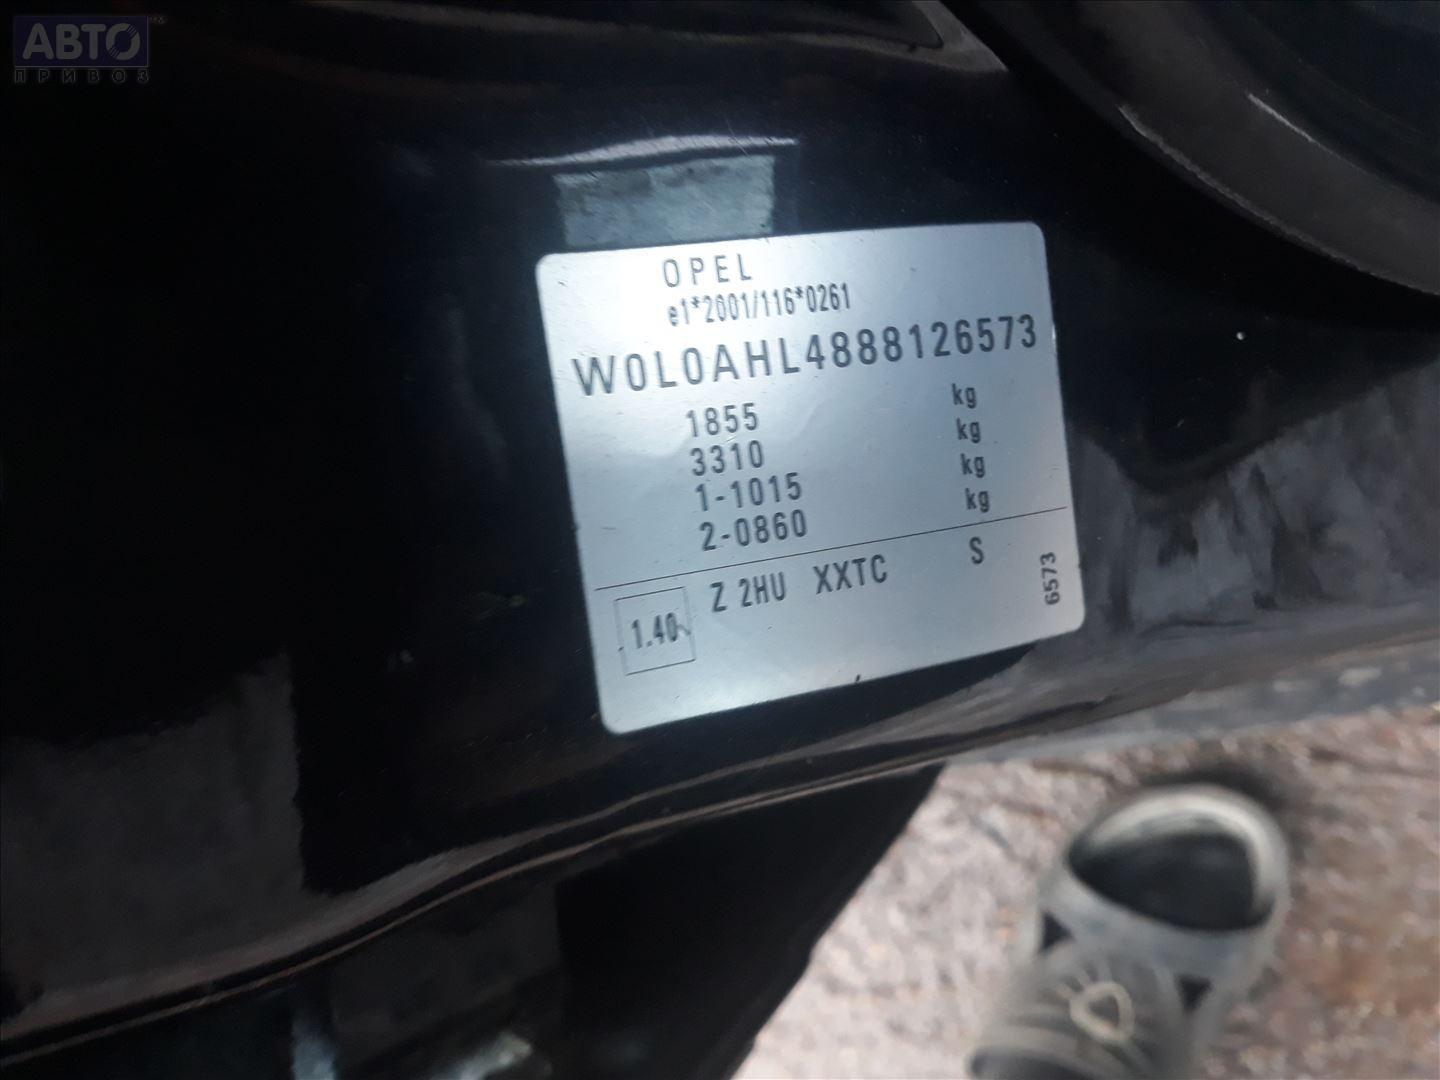 АВТО™
ПРИВОЗ
OPEL
e1*2001/116*0261
W0L0AHL4888126573
1855 kg
3310 kg
1-1015 kg
2-0860 kg
1.40 Z 2HU XXTC S
6573